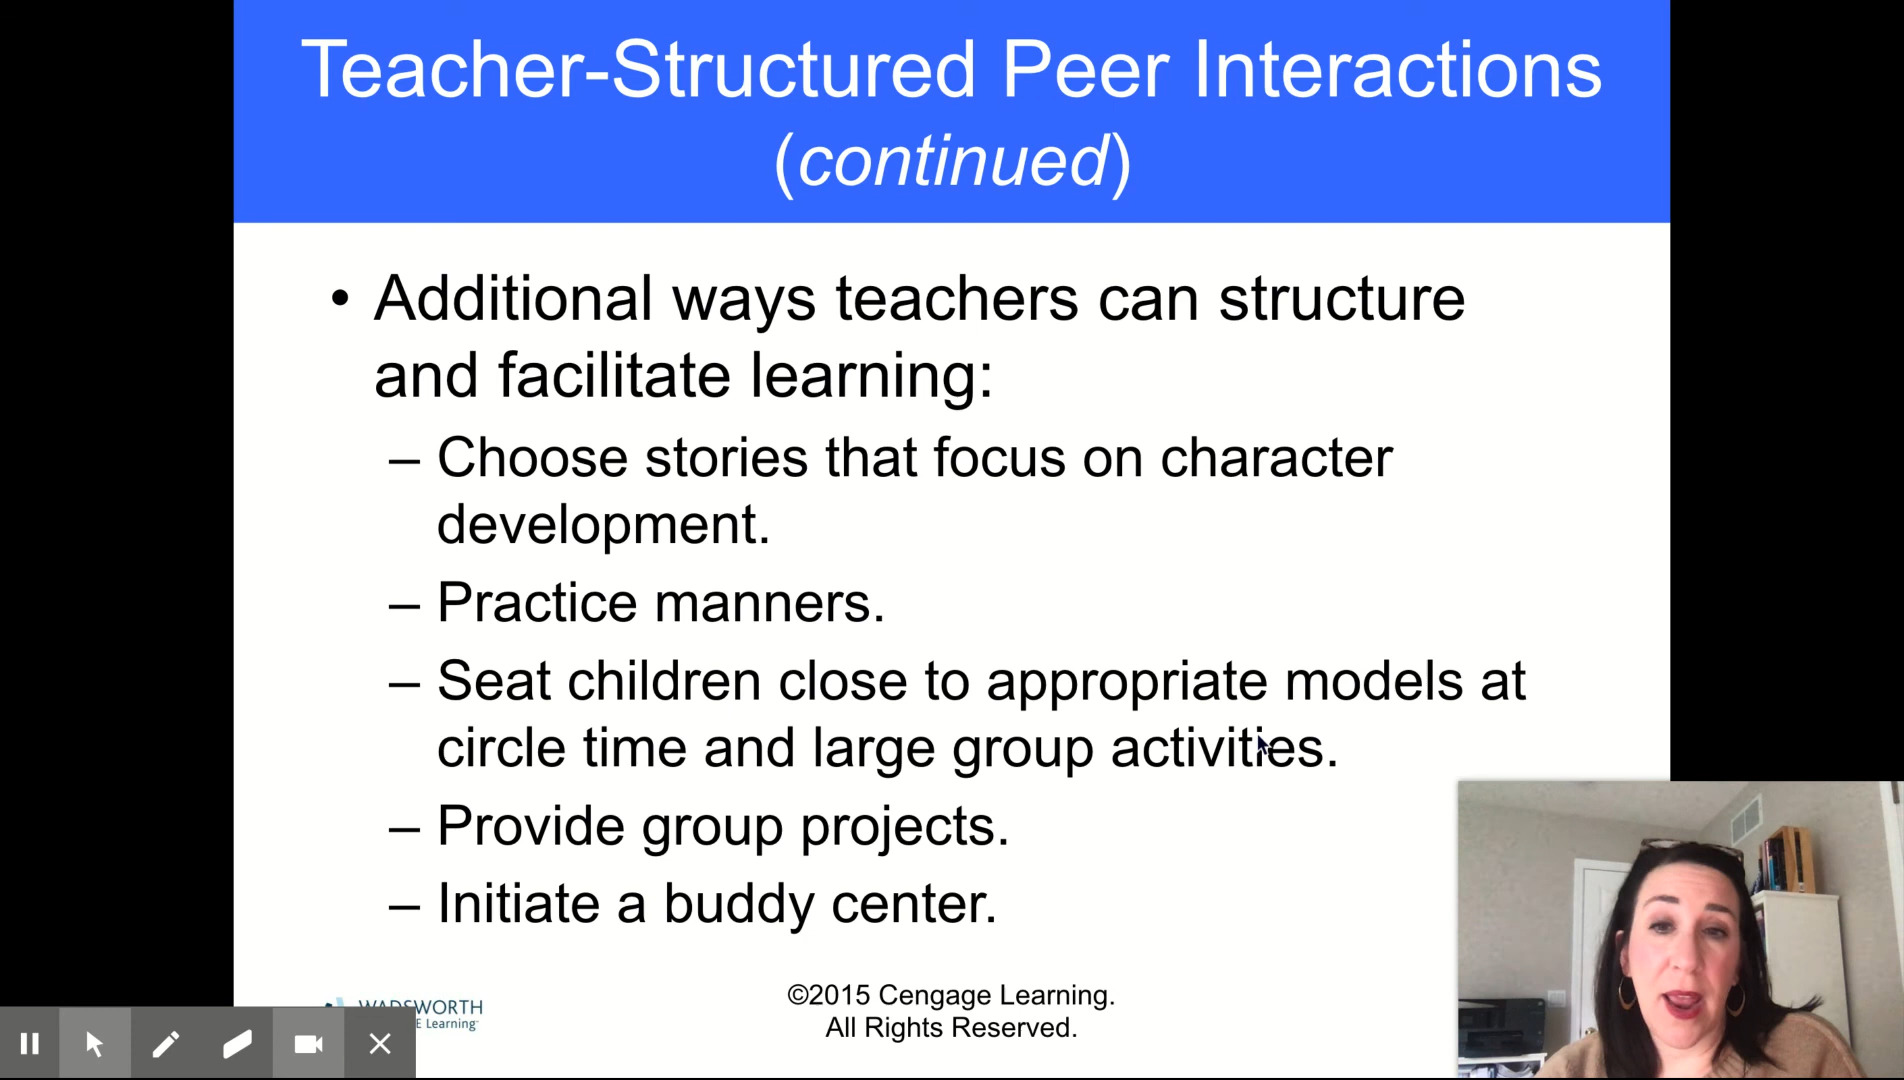 Teacher-Structured Peer Interactions
(continued)
• Additional ways teachers can structure
and facilitate learning:
– Choose stories that focus on character
development.
– Practice manners.
– Seat children close to appropriate models at
circle time and large group activities.
– Provide group projects.
– Initiate a buddy center.
WADSWORTH
E Learning™
©2015 Cengage Learning.
All Rights Reserved.